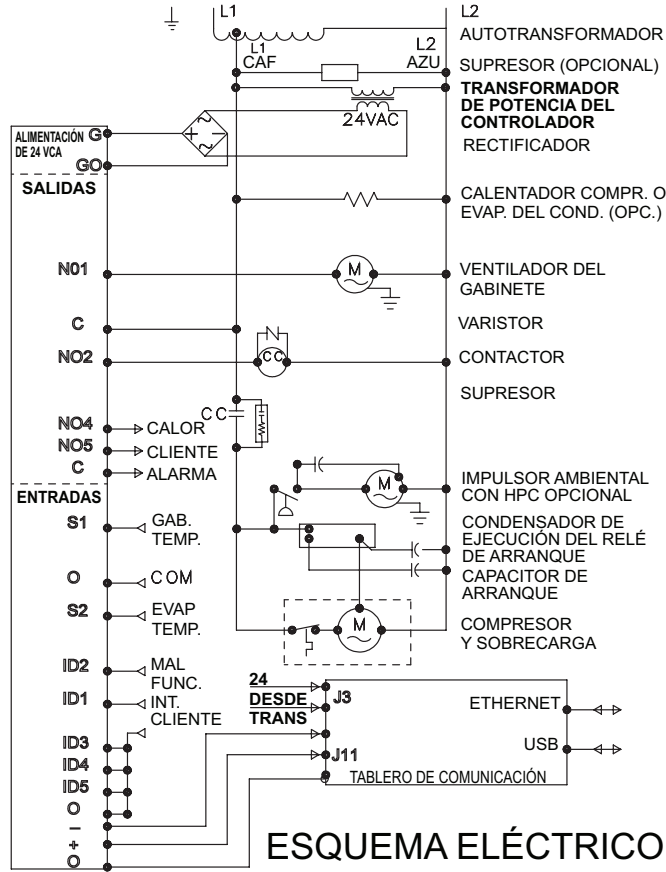 L1
L2
AUTOTRANSFORMADOR
L1
CAF
L2
AZU
SUPRESOR (OPCIONAL)
TRANSFORMADOR
DE POTENCIA DEL
CONTROLADOR
24VAC
RECTIFICADOR
ALIMENTACIÓN
DE 24 VCA
G
GO
SALIDAS
CALENTADOR COMPR. O
EVAP. DEL COND. (OPC.)
N01
M
VENTILADOR DEL
GABINETE
C
VARISTOR
NO2
CC
CONTACTOR
SUPRESOR
CC
NO4
CALOR
NO5
CLIENTE
C
ALARMA
ENTRADAS
M
IMPULSOR AMBIENTAL
CON HPC OPCIONAL
S1
GAB.
TEMP.
CONDENSADOR DE
EJECUCIÓN DEL RELÉ
DE ARRANQUE
O
COM
CAPACITOR DE
ARRANQUE
S2
EVAP
TEMP.
M
COMPRESOR
Y SOBRECARGA
ID2
MAL
FUNC.
ID1
INT.
CLIENTE
24
DESDE
TRANS
J3
ETHERNET
ID3
USB
ID4
J11
ID5
TABLERO DE COMUNICACIÓN
O
–
+
O
ESQUEMA ELÉCTRICO